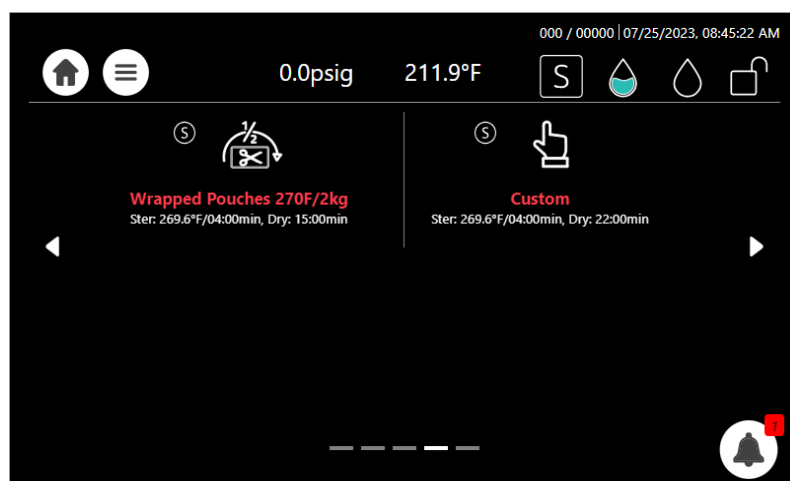 000 / 00000 | 07/25/2023, 08:45:22 AM
0.0psig 211.9°F S
S 1/2 S
Wrapped Pouches 270F/2kg Custom
Ster: 269.6°F/04:00min, Dry: 15:00min Ster: 269.6°F/04:00min, Dry: 22:00min
1